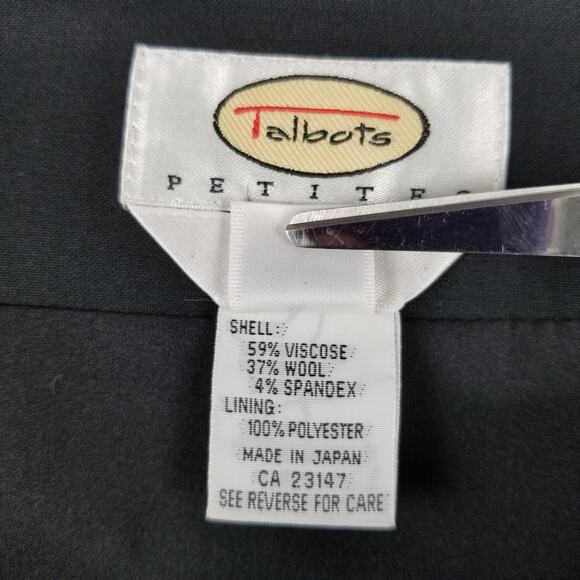 Talbots
PETITES
SHELL:
59% VISCOSE
37% WOOL
4% SPANDEX
LINING:
100% POLYESTER
MADE IN JAPAN
CA 23147
SEE REVERSE FOR CARE